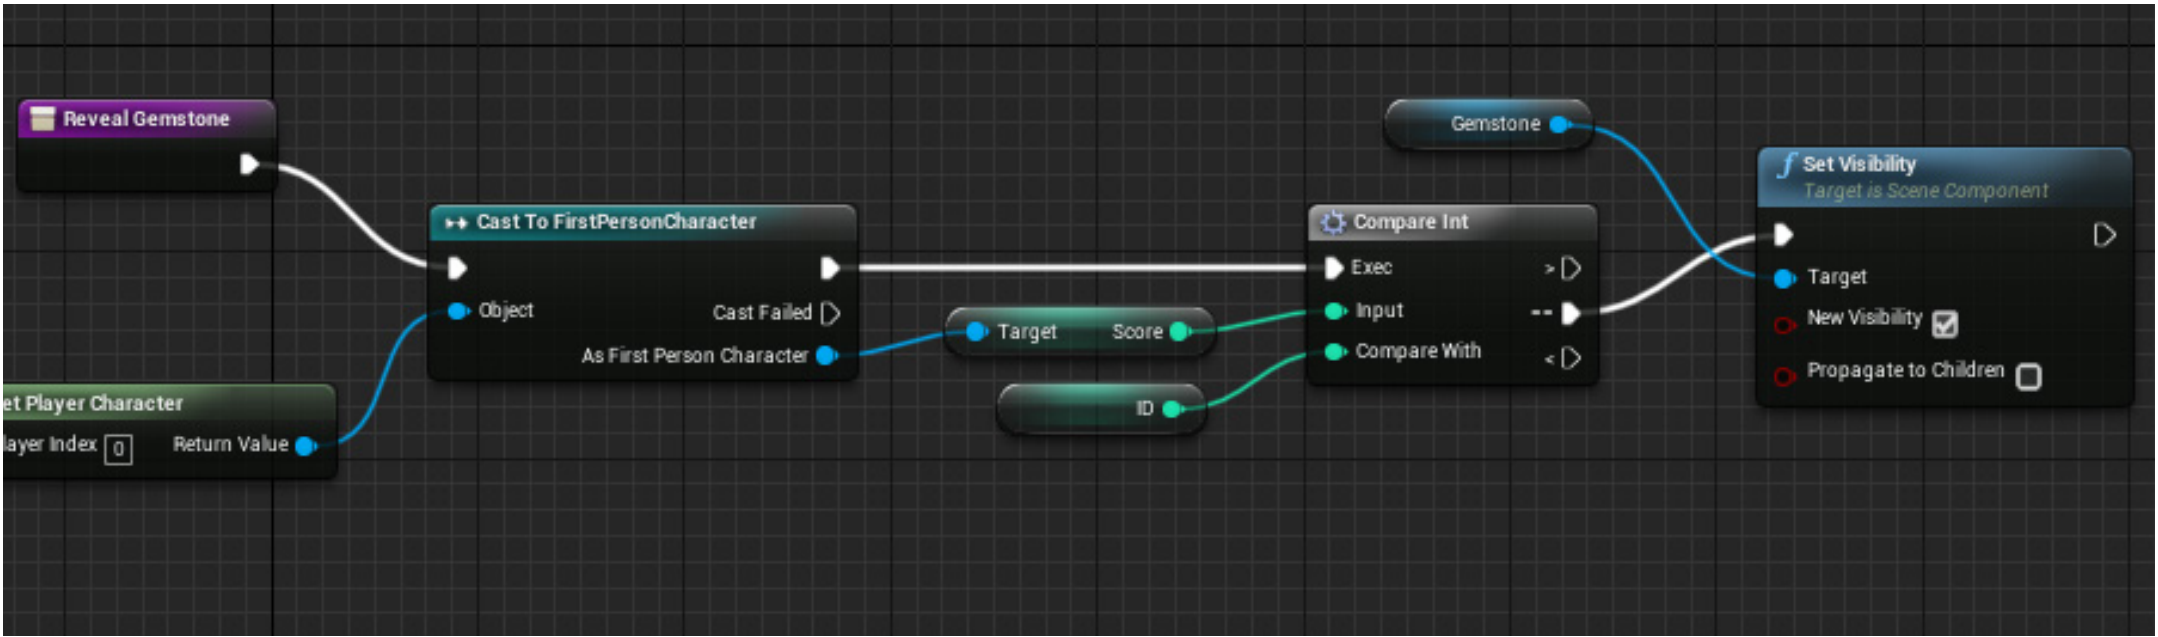 Reveal Gemstone
et Player Character
layer Index 0 Return Value
Cast To FirstPersonCharacter
Object
Cast Failed
As First Person Character
Target Score
ID
Compare Int
Exec >
Input ==
Compare With <
Gemstone
f Set Visibility
Target is Scene Component
Target
New Visibility
Propagate to Children